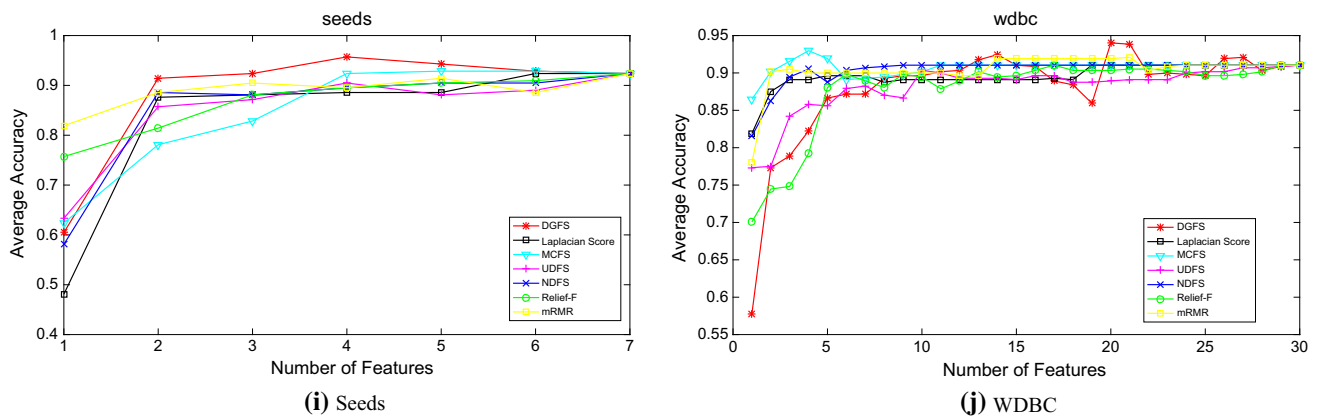 seeds
1
0.9
0.8
0.7
0.6
0.5
0.4
Average Accuracy
DGFS
Laplacian Score
MCFS
UDFS
NDFS
Relief-F
mRMR
1 2 3 4 5 6 7
Number of Features
(i) Seeds
wdbc
0.95
0.9
0.85
0.8
0.75
0.7
0.65
0.6
0.55
Average Accuracy
DGFS
Laplacian Score
MCFS
UDFS
NDFS
Relief-F
mRMR
0 5 10 15 20 25 30
Number of Features
(j) WDBC